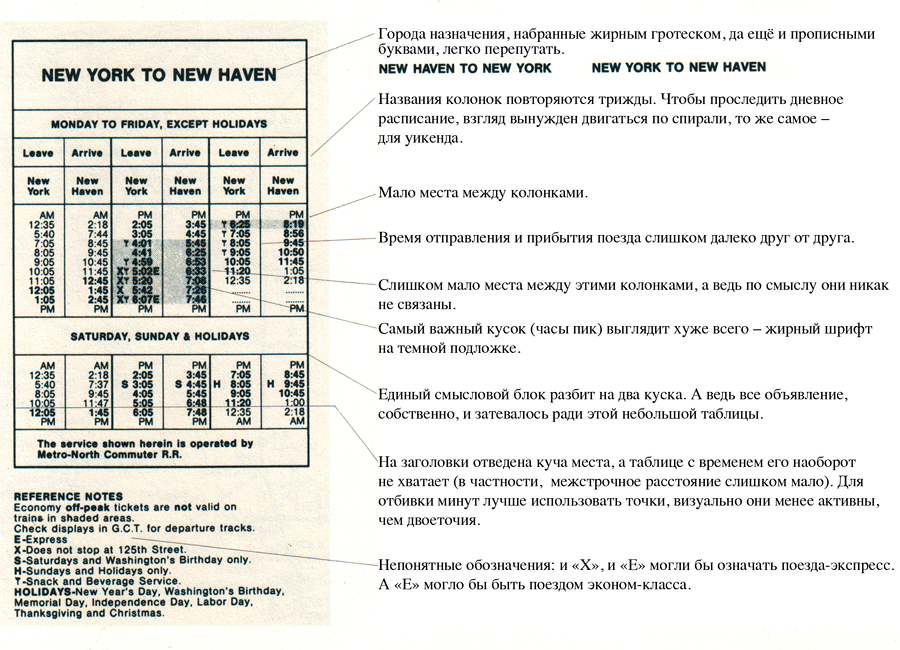 NEW YORK TO NEW HAVEN
MONDAY TO FRIDAY, EXCEPT HOLIDAYS
Leave Arrive Leave Arrive Leave Arrive
New New New New New New
York Haven York Haven York Haven
AM AM PM PM PM PM
12:35 2:18 2:05 3:45 T 6:25 8:19
5:40 7:44 3:05 4:45 T 7:05 8:56
7:05 8:45 T 4:01 5:45 T 8:05 9:45
8:05 9:45 4:41 6:25 T 9:05 10:50
9:05 10:45 T 4:59 6:53 10:05 11:45
10:05 11:45 XT 5:02E 6:33 11:20 1:05
11:05 12:45 XT 5:20 7:08 12:35 2:18
12:05 1:45 X 5:42 7:26 ...... ......
1:05 2:45 XT 6:07E 7:46 ...... ......
PM PM PM PM PM PM
SATURDAY, SUNDAY & HOLIDAYS
AM AM PM PM PM PM
12:35 2:18 2:05 3:45 7:05 8:45
5:40 7:37 S 3:05 S 4:45 H 8:05 H 9:45
8:05 9:45 4:05 5:45 9:05 10:45
10:05 11:47 5:05 6:48 11:20 1:00
12:05 1:45 6:05 7:48 12:35 2:18
PM PM PM PM AM AM
The service shown herein is operated by
Metro-North Commuter R.R.
REFERENCE NOTES
Economy off-peak tickets are not valid on
trains in shaded areas.
Check displays in G.C.T. for departure tracks.
E-Express
X-Does not stop at 125th Street.
S-Saturdays and Washington's Birthday only.
H-Sundays and Holidays only.
T-Snack and Beverage Service.
HOLIDAYS-New Year's Day, Washington's Birthday,
Memorial Day, Independence Day, Labor Day,
Thanksgiving and Christmas.
Города назначения, набранные жирным гротеском, да ещё и прописными
буквами, легко перепутать.
NEW HAVEN TO NEW YORK NEW YORK TO NEW HAVEN
Названия колонок повторяются трижды. Чтобы проследить дневное
расписание, взгляд вынужден двигаться по спирали, то же самое –
для уикенда.
Мало места между колонками.
Время отправления и прибытия поезда слишком далеко друг от друга.
Слишком мало места между этими колонками, а ведь по смыслу они никак
не связаны.
Самый важный кусок (часы пик) выглядит хуже всего – жирный шрифт
на темной подложке.
Единый смысловой блок разбит на два куска. А ведь все объявление,
собственно, и затевалось ради этой небольшой таблицы.
На заголовки отведена куча места, а таблице с временем его наоборот
не хватает (в частности, межстрочное расстояние слишком мало). Для
отбивки минут лучше использовать точки, визуально они менее активны,
чем двоеточия.
Непонятные обозначения: и «X», и «E» могли бы означать поезда-экспресс.
А «E» могло бы быть поездом эконом-класса.